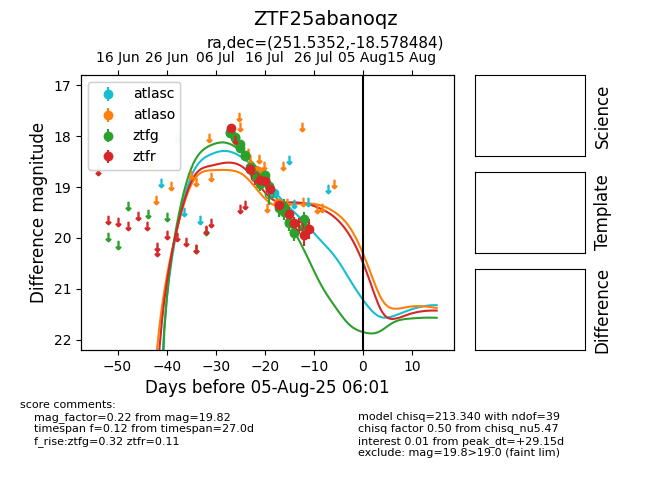 ZTF25abanoqz
ra,dec=(251.5352,-18.578484)
16 Jun 26 Jun 06 Jul 16 Jul 26 Jul 05 Aug 15 Aug
atlasc
atlaso
ztfg
ztfr
17
18
19
20
21
22
Difference magnitude
−50 −40 −30 −20 −10 0 10
Days before 05-Aug-25 06:01
Science
Template
Difference
score comments:
mag_factor=0.22 from mag=19.82
timespan f=0.12 from timespan=27.0d
f_rise:ztfg=0.32 ztfr=0.11
model chisq=213.340 with ndof=39
chisq factor 0.50 from chisq_nu5.47
interest 0.01 from peak_dt=+29.15d
exclude: mag=19.8>19.0 (faint lim)